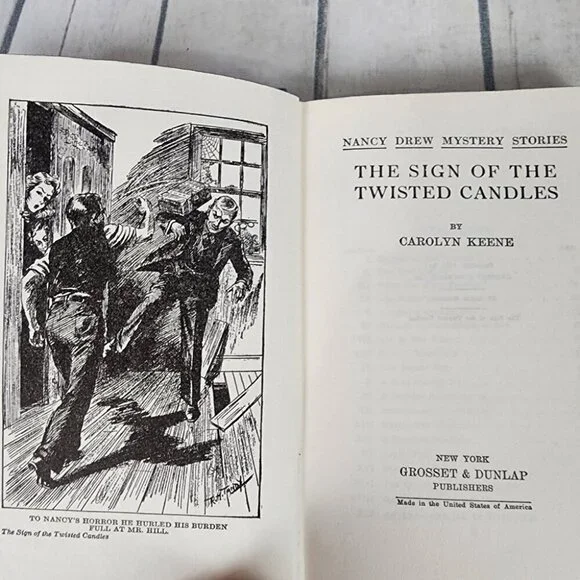 TO NANCY'S HORROR HE HURLED HIS BURDEN
FULL AT MR. HILL.
The Sign of the Twisted Candles
NANCY DREW MYSTERY STORIES
THE SIGN OF THE
TWISTED CANDLES
BY
CAROLYN KEENE
NEW YORK
GROSSET & DUNLAP
PUBLISHERS
Made in the United States of America